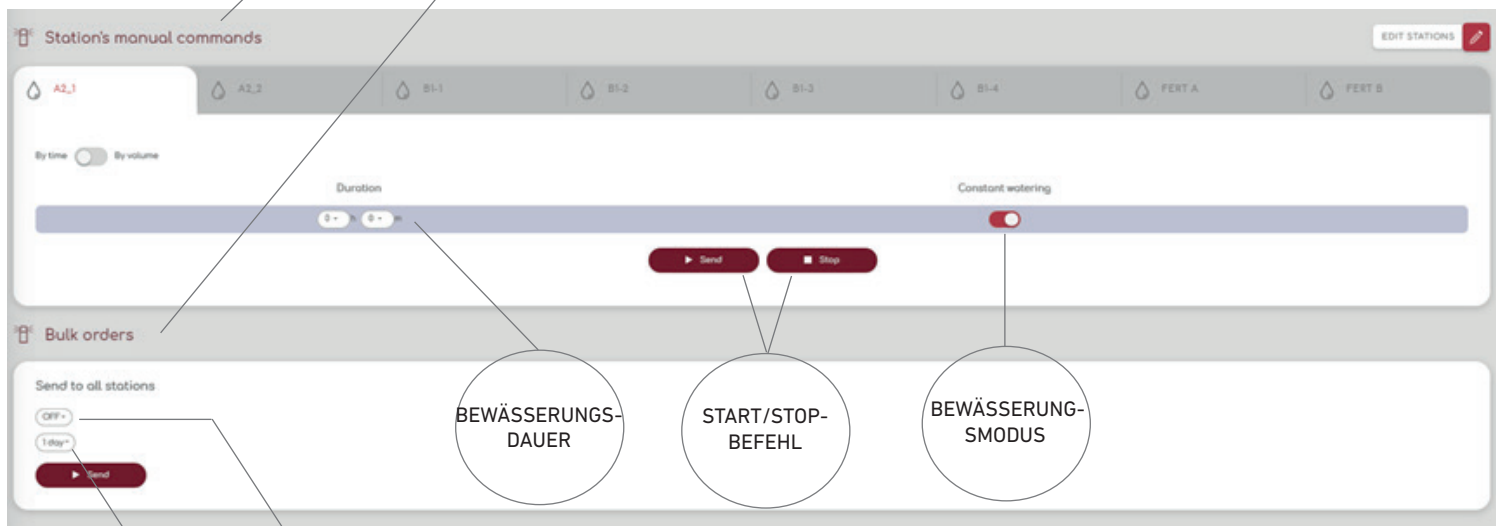 Station's manual commands
EDIT STATIONS
A2_1
A2_2
B1-1
B1-2
B1-3
B1-4
FERT A
FERT B
By time By volume
Duration
Constant watering
0 h 0 m
Send
Stop
Bulk orders
Send to all stations
OFF
1 day
Send
BEWÄSSERUNGS-
DAUER
START/STOP-
BEFEHL
BEWÄSSERUNG-
SMODUS